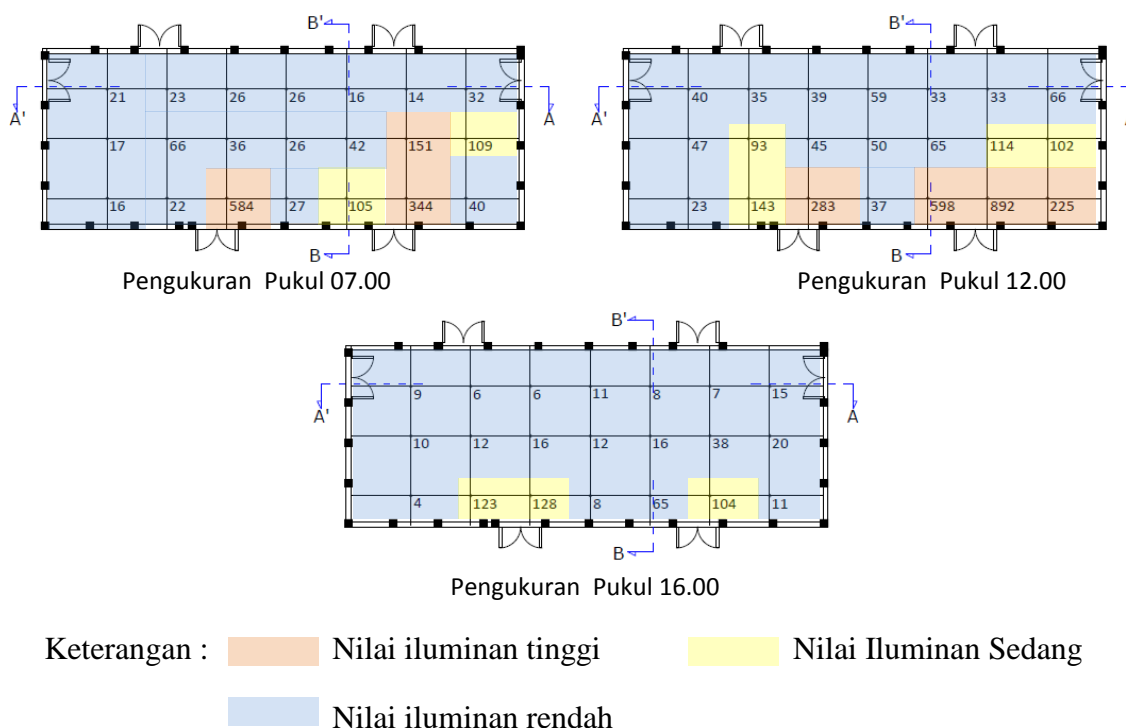 B' B'
21 23 26 26 16 14 32 40 35 39 59 33 33 66
A' A A'
17 66 36 26 42 151 109 47 93 45 50 65 114 102
16 22 584 27 105 344 40 23 143 283 37 598 892 225
B B
Pengukuran Pukul 07.00 Pengukuran Pukul 12.00
B'
9 6 6 11 8 7 15
A' A
10 12 16 12 16 38 20
4 123 128 8 65 104 11
B
Pengukuran Pukul 16.00
Keterangan : Nilai iluminan tinggi Nilai Iluminan Sedang
Nilai iluminan rendah